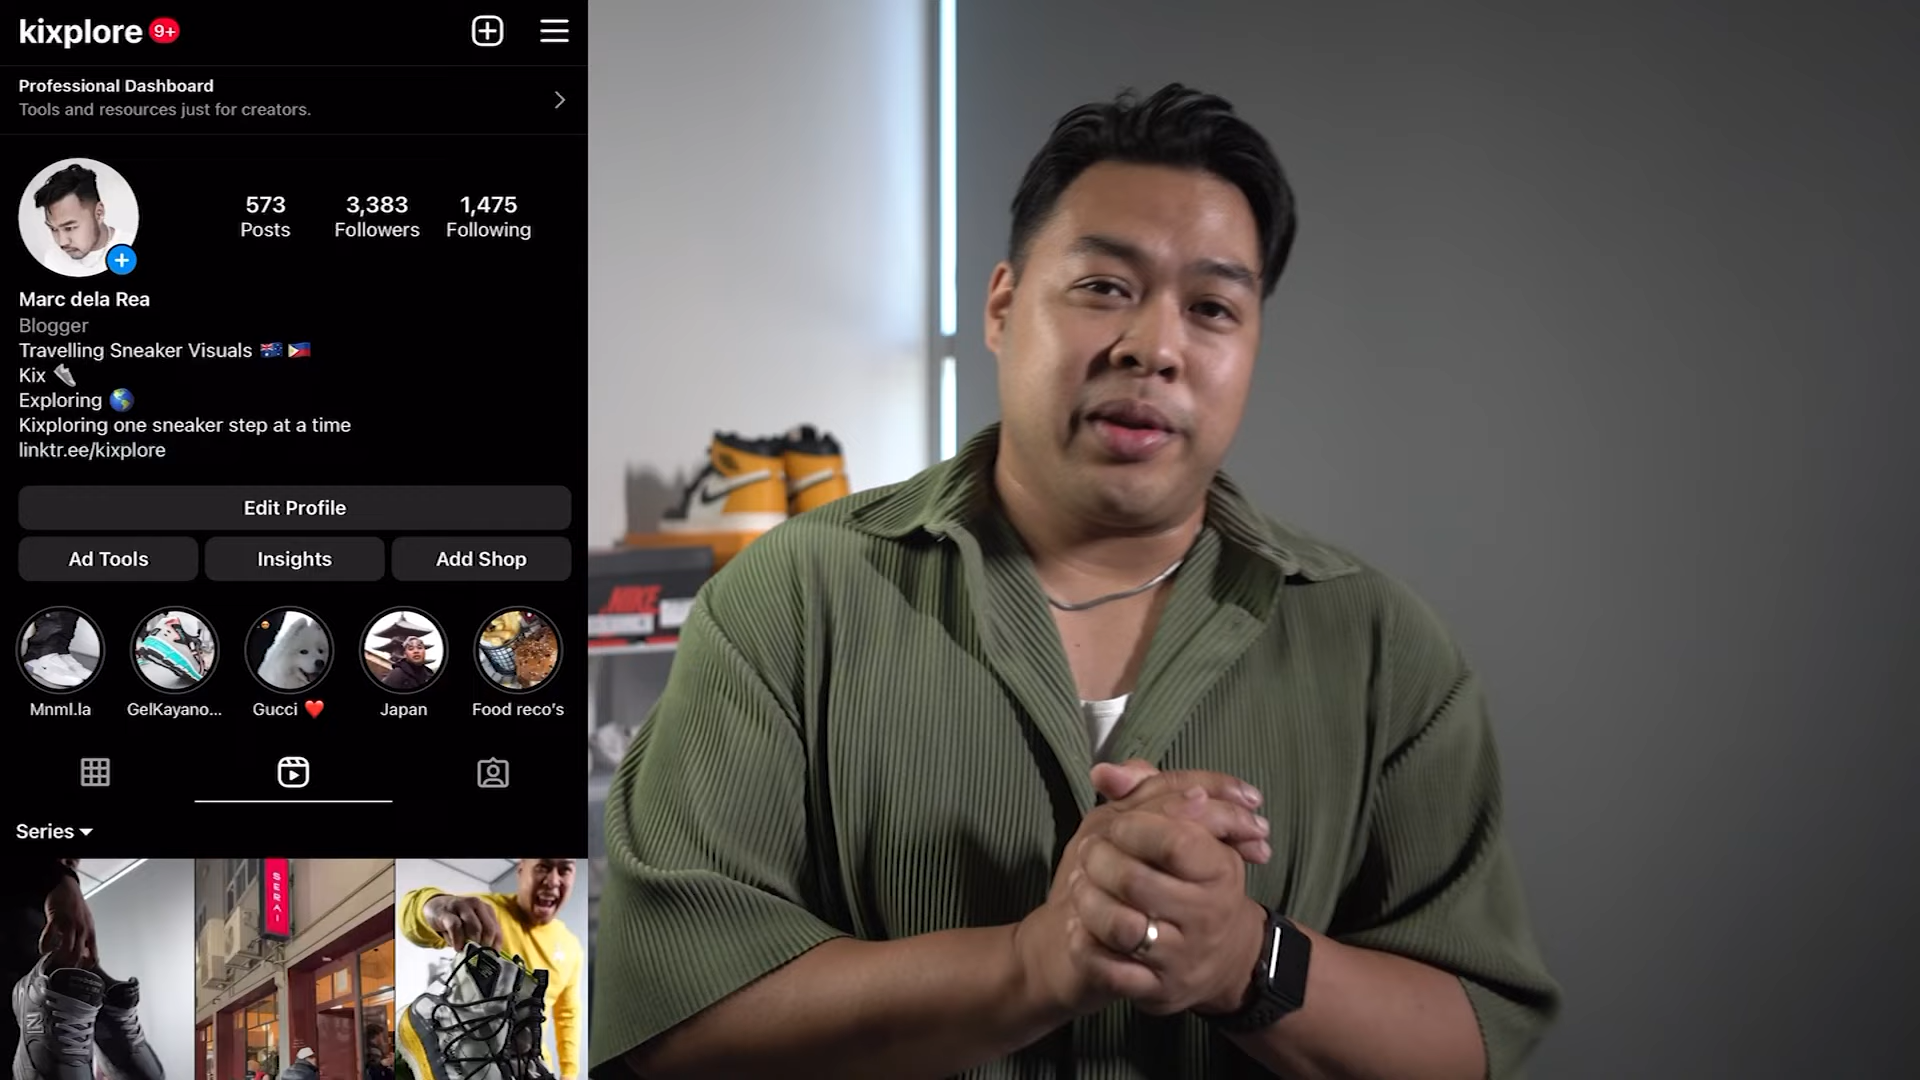 kixplore 9+
Professional Dashboard
Tools and resources just for creators.
573
Posts
3,383
Followers
1,475
Following
Marc dela Rea
Blogger
Travelling Sneaker Visuals 🇦🇺 🇵🇭
Kix 👟
Exploring 🌎
Kixploring one sneaker step at a time
linktr.ee/kixplore
Edit Profile
Ad Tools
Insights
Add Shop
Mnml.la
GelKayano...
Gucci ❤️
Japan
Food reco's
Series
SERAI
N
NIKE